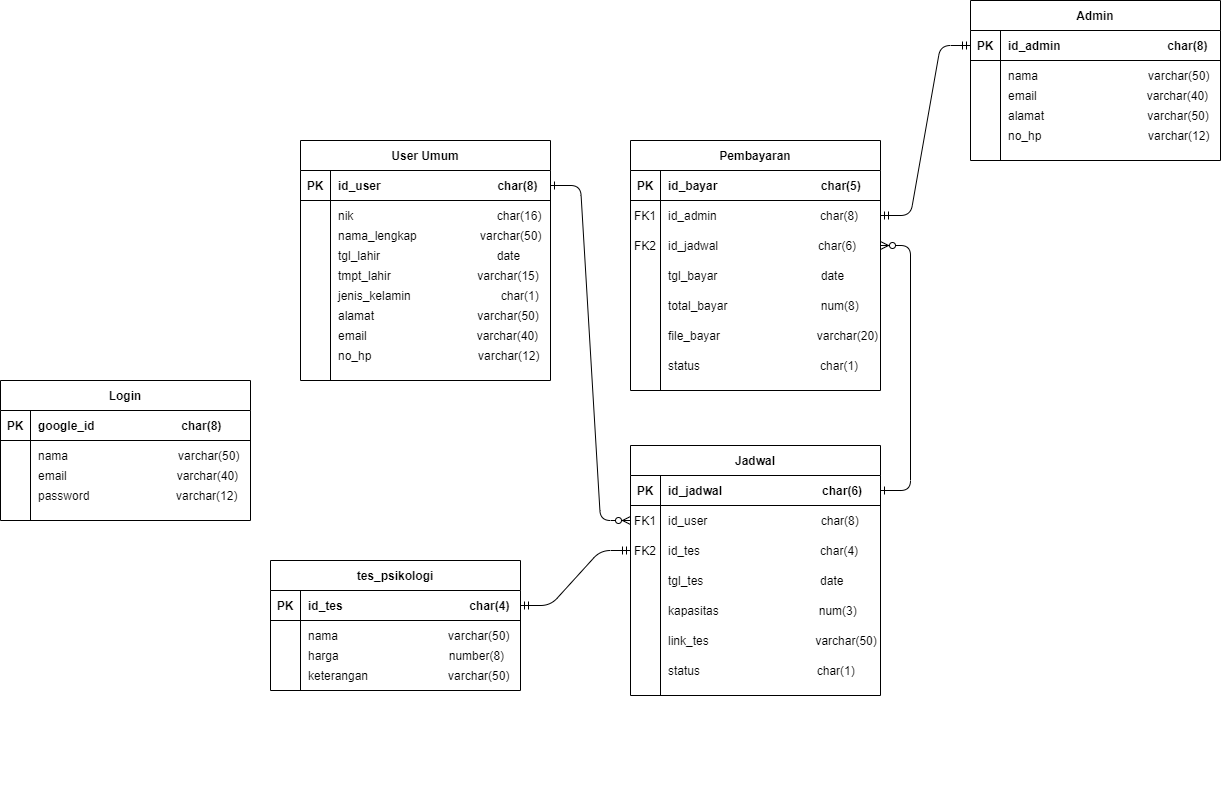 Admin
PK id_admin char(8)
nama varchar(50)
email varchar(40)
alamat varchar(50)
no_hp varchar(12)
User Umum
PK id_user char(8)
nik char(16)
nama_lengkap varchar(50)
tgl_lahir date
tmpt_lahir varchar(15)
jenis_kelamin char(1)
alamat varchar(50)
email varchar(40)
no_hp varchar(12)
Pembayaran
PK id_bayar char(5)
FK1 id_admin char(8)
FK2 id_jadwal char(6)
tgl_bayar date
total_bayar num(8)
file_bayar varchar(20)
status char(1)
Login
PK google_id char(8)
nama varchar(50)
email varchar(40)
password varchar(12)
Jadwal
PK id_jadwal char(6)
FK1 id_user char(8)
FK2 id_tes char(4)
tgl_tes date
kapasitas num(3)
link_tes varchar(50)
status char(1)
tes_psikologi
PK id_tes char(4)
nama varchar(50)
harga number(8)
keterangan varchar(50)